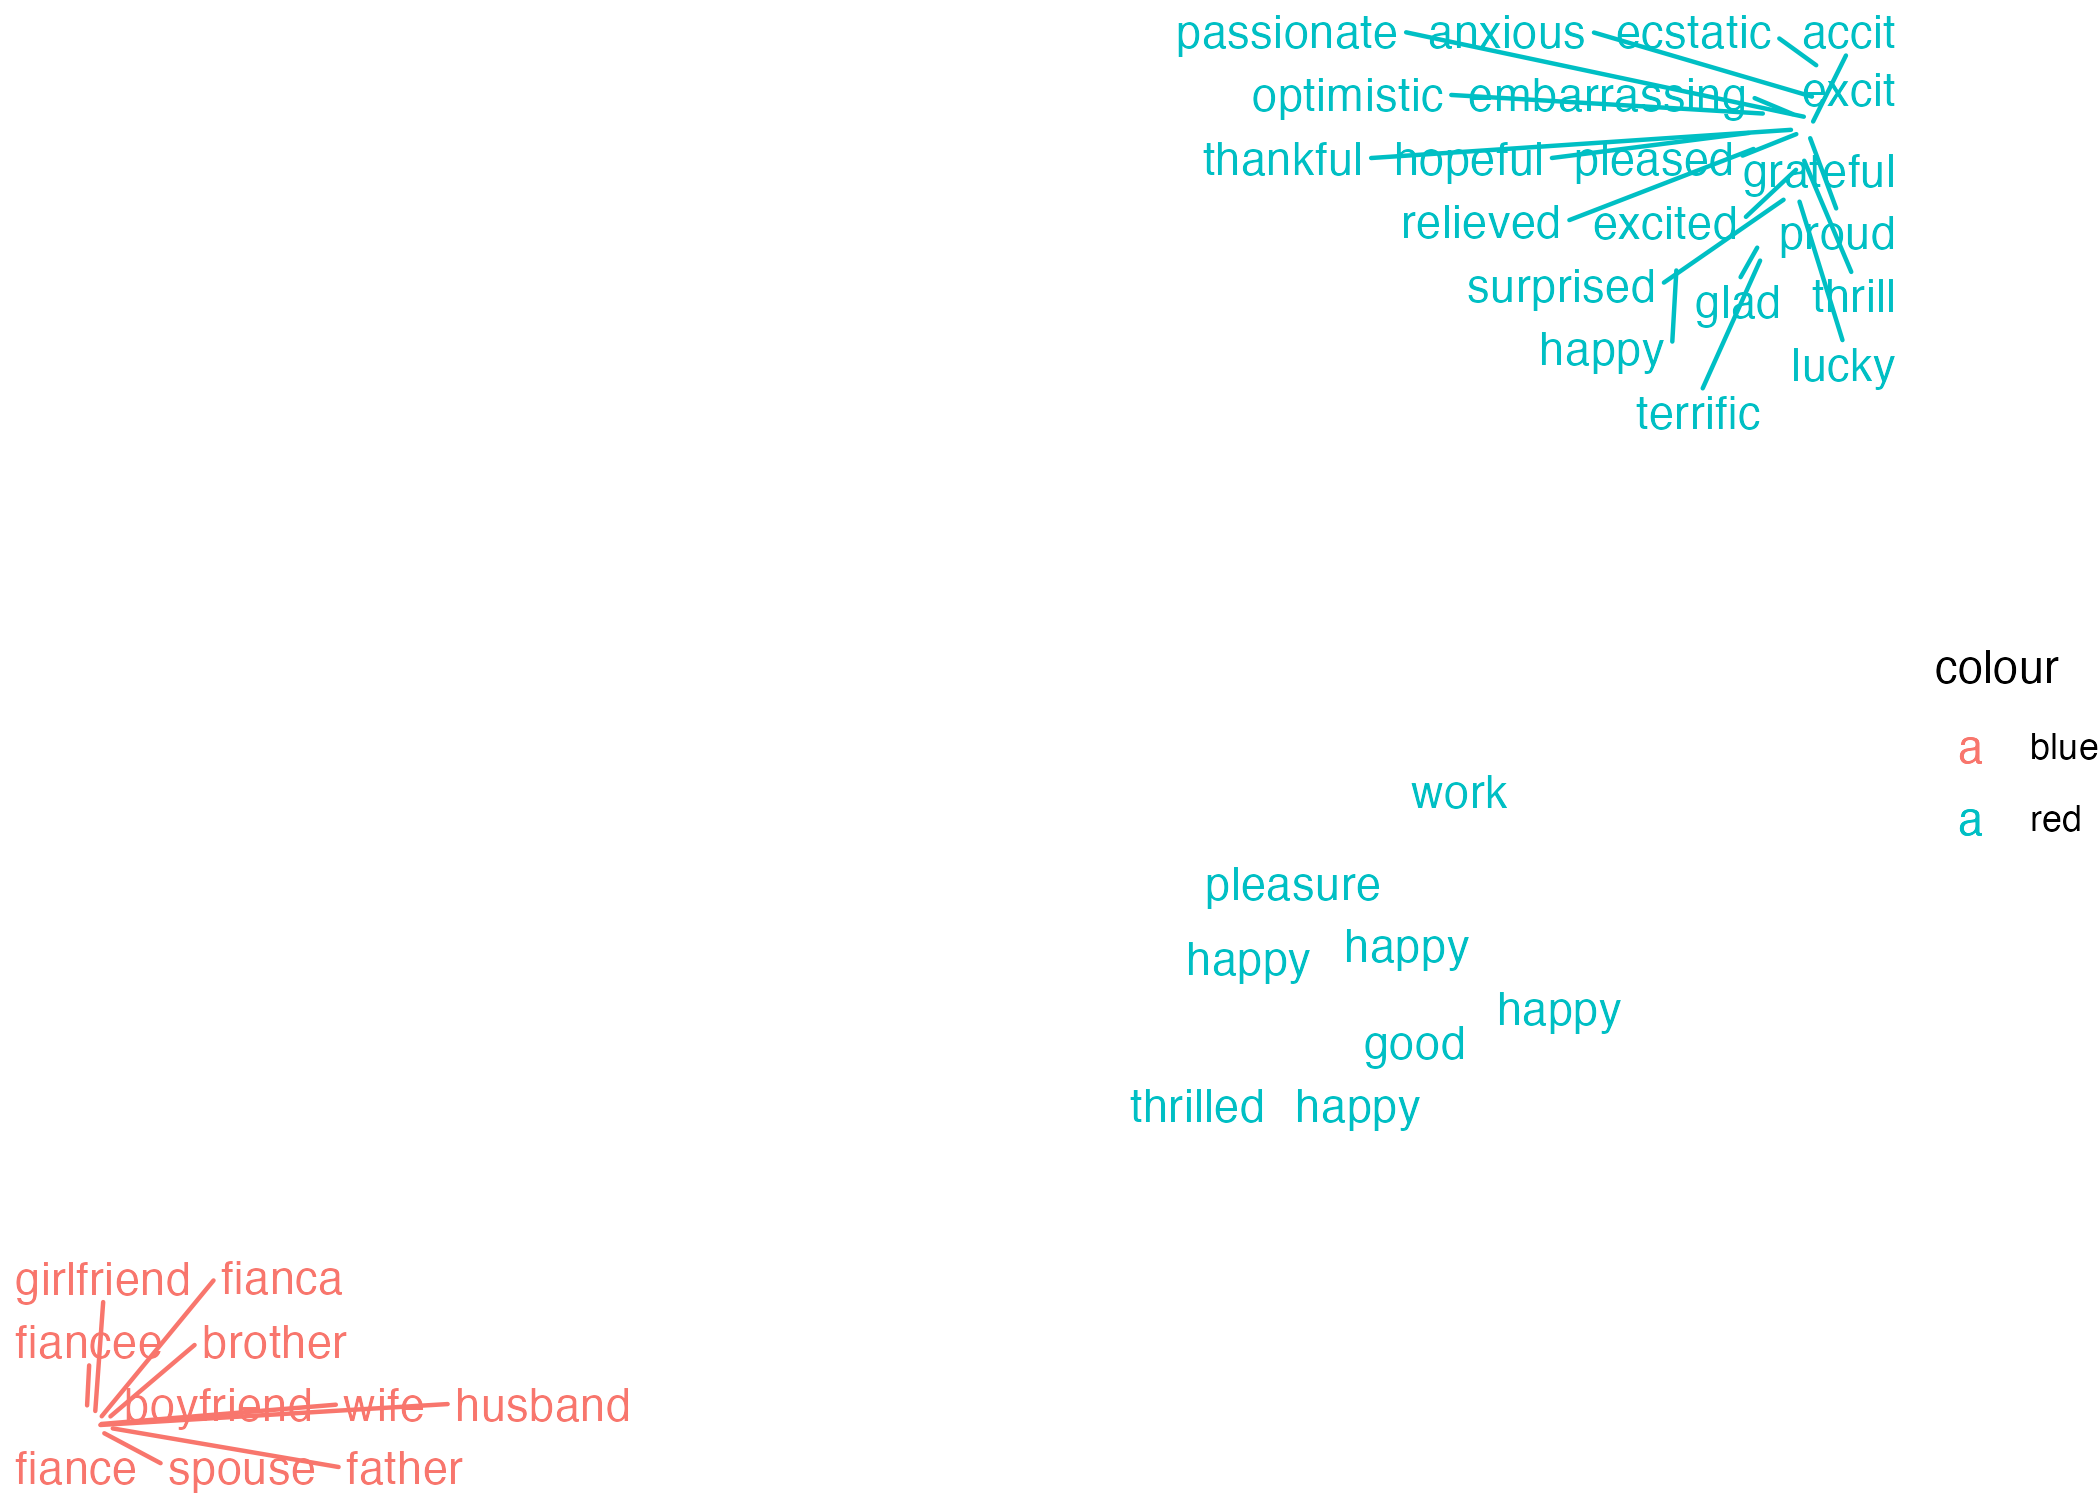 passionate anxious ecstatic accit
excit
optimistic embarrassing
thankful hopeful pleased grateful
relieved excited proud
surprised glad thrill
happy lucky
terrific
colour
a blue
a red
work
pleasure
happy happy
happy
good
thrilled happy
girlfriend fianca
fiancee brother
boyfriend wife husband
fiance spouse father